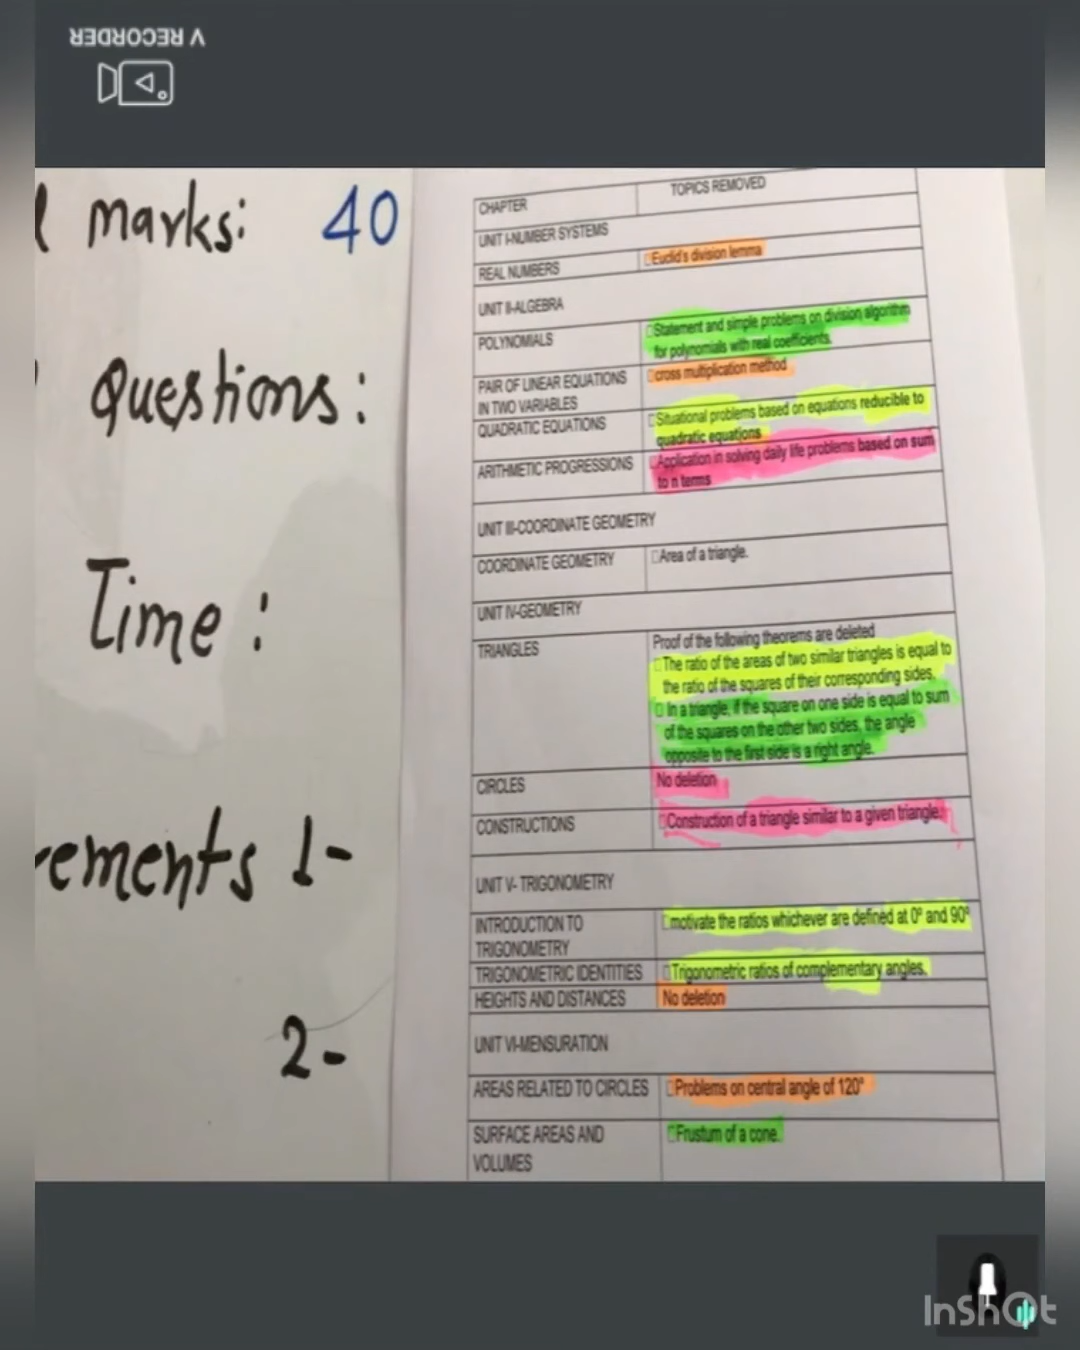 V RECORDER
l marks: 40
Questions:
Time:
rements 1-
2-
CHAPTER TOPICS REMOVED
UNIT I-NUMBER SYSTEMS
REAL NUMBERS Euclid's division lemma
UNIT II-ALGEBRA
POLYNOMIALS Statement and simple problems on division algorithm
for polynomials with real coefficients.
PAIR OF LINEAR EQUATIONS cross multiplication method
IN TWO VARIABLES
QUADRATIC EQUATIONS Situational problems based on equations reducible to
quadratic equations
ARITHMETIC PROGRESSIONS Application in solving daily life problems based on sum
to n terms
UNIT III-COORDINATE GEOMETRY
COORDINATE GEOMETRY Area of a triangle.
UNIT IV-GEOMETRY
TRIANGLES Proof of the following theorems are deleted
The ratio of the areas of two similar triangles is equal to
the ratio of the squares of their corresponding sides.
In a triangle, if the square on one side is equal to sum
of the squares on the other two sides, the angle
opposite to the first side is a right angle.
CIRCLES No deletion
CONSTRUCTIONS Construction of a triangle similar to a given triangle.
UNIT V- TRIGONOMETRY
INTRODUCTION TO motivate the ratios whichever are defined at 0° and 90°
TRIGONOMETRY
TRIGONOMETRIC IDENTITIES Trigonometric ratios of complementary angles.
HEIGHTS AND DISTANCES No deletion
UNIT VI-MENSURATION
AREAS RELATED TO CIRCLES Problems on central angle of 120°
SURFACE AREAS AND Frustum of a cone.
VOLUMES
InShOt